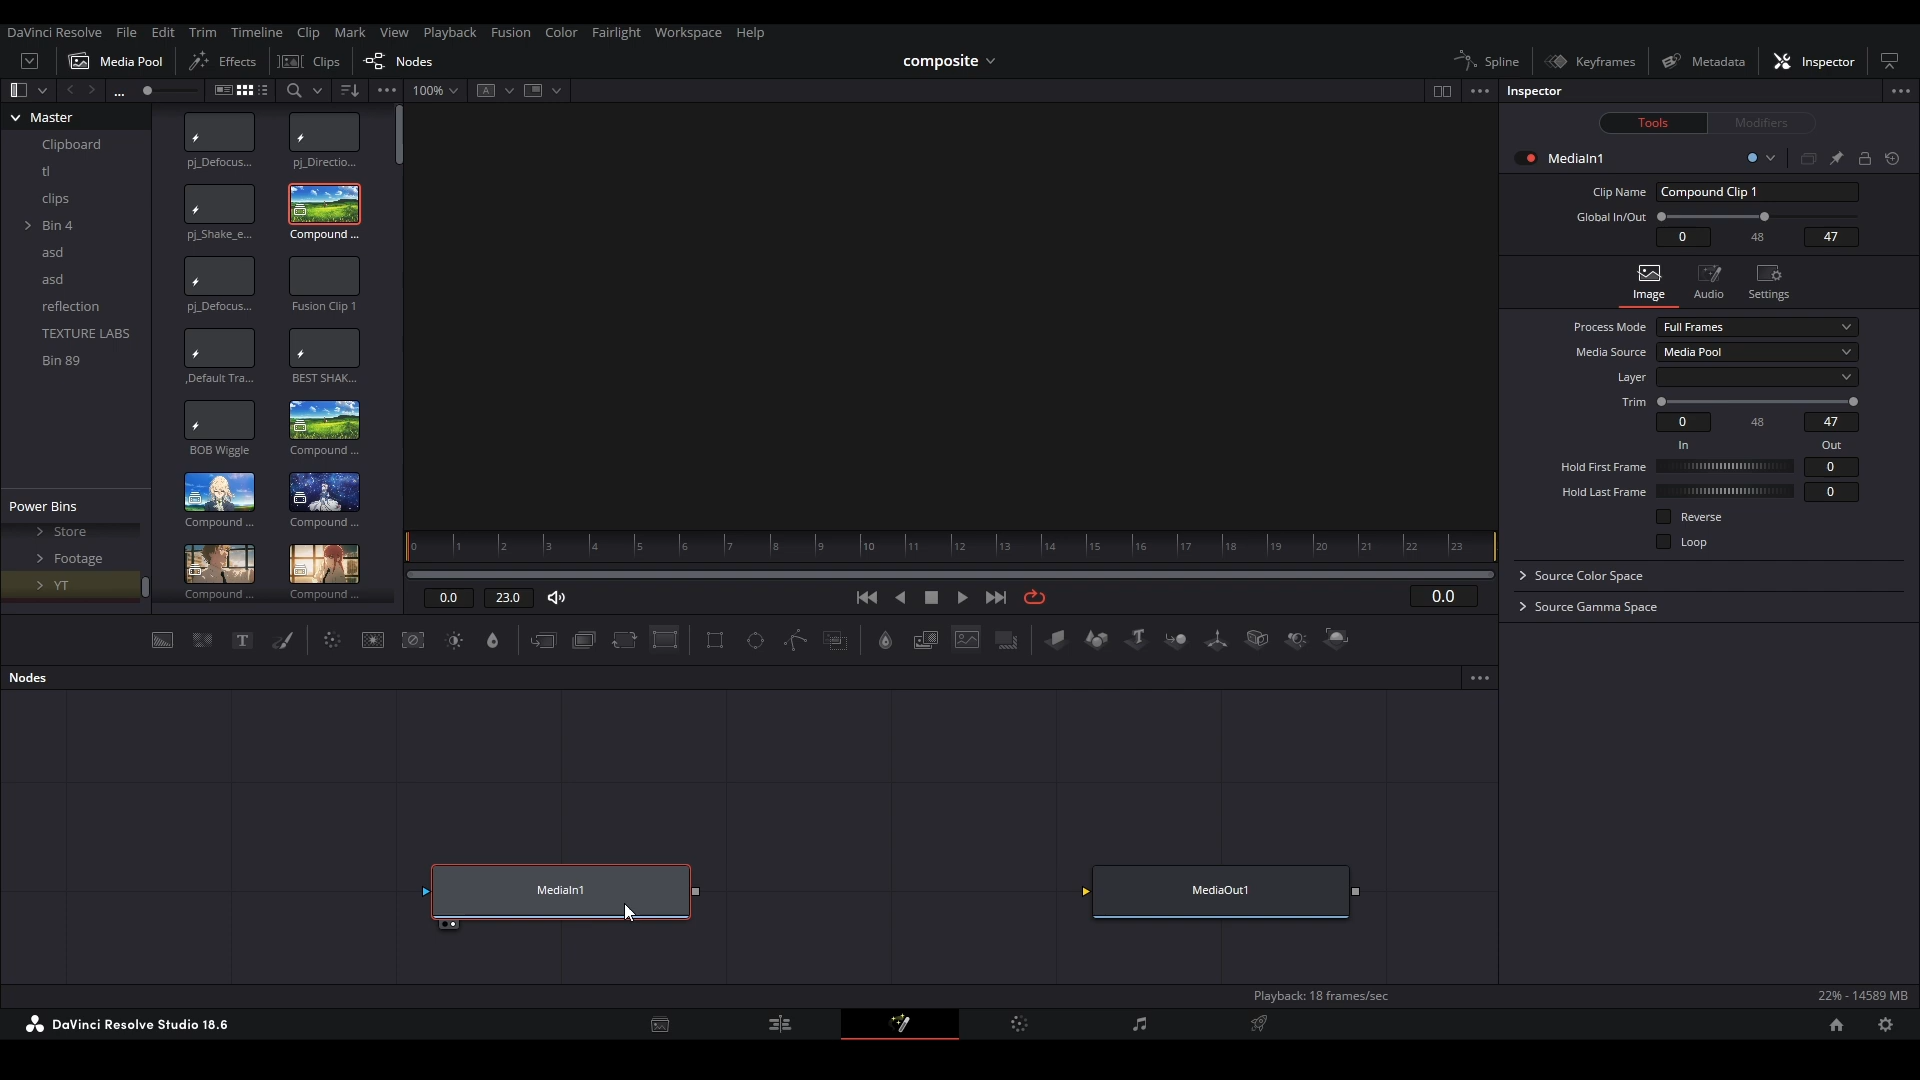 DaVinci Resolve File Edit Trim Timeline Clip Mark View Playback Fusion Color Fairlight Workspace Help
Media Pool Effects Clips Nodes composite Spline Keyframes Metadata Inspector
... 100% A Inspector
Master
Clipboard
tl
clips
Bin 4
asd
asd
reflection
TEXTURE LABS
Bin 89
Power Bins
Store
Footage
YT
pj_Defocus... pj_Directio...
pj_Shake_e... Compound ...
pj_Defocus... Fusion Clip 1
,Default Tra... BEST SHAK...
BOB Wiggle Compound ...
Compound ... Compound ...
Compound ... Compound ...
0 1 2 3 4 5 6 7 8 9 10 11 12 13 14 15 16 17 18 19 20 21 22 23
0.0 23.0 0.0
Tools Modifiers
MediaIn1
Clip Name Compound Clip 1
Global In/Out
0 48 47
Image Audio Settings
Process Mode Full Frames
Media Source Media Pool
Layer
Trim
0 48 47
In Out
Hold First Frame 0
Hold Last Frame 0
Reverse
Loop
Source Color Space
Source Gamma Space
T T
Nodes
MediaIn1 MediaOut1
Playback: 18 frames/sec 22% - 14589 MB
DaVinci Resolve Studio 18.6